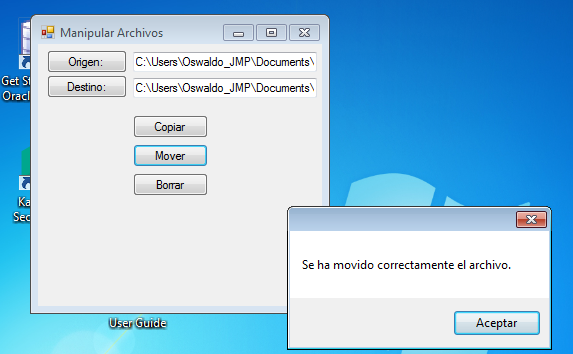 Manipular Archivos
Origen:
C:\Users\Oswaldo_JMP\Documents\
Destino:
C:\Users\Oswaldo_JMP\Documents\
Copiar
Mover
Borrar
Get St
Oracl
Ka
Sec
User Guide
Se ha movido correctamente el archivo.
Aceptar